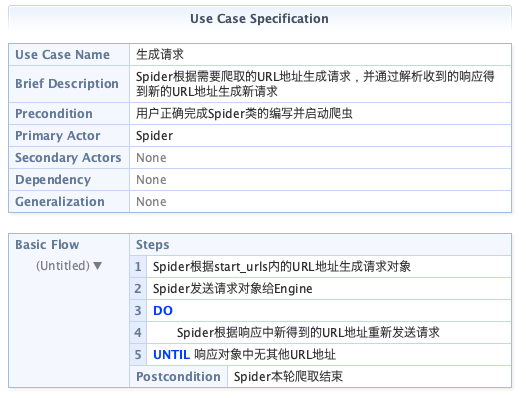 Use Case Specification
Use Case Name 生成请求
Brief Description Spider根据需要爬取的URL地址生成请求，并通过解析收到的响应得
到新的URL地址生成新请求
Precondition 用户正确完成Spider类的编写并启动爬虫
Primary Actor Spider
Secondary Actors None
Dependency None
Generalization None
Basic Flow Steps
(Untitled) ▼
1 Spider根据start_urls内的URL地址生成请求对象
2 Spider发送请求对象给Engine
3 DO
4 Spider根据响应中新得到的URL地址重新发送请求
5 UNTIL 响应对象中无其他URL地址
Postcondition Spider本轮爬取结束